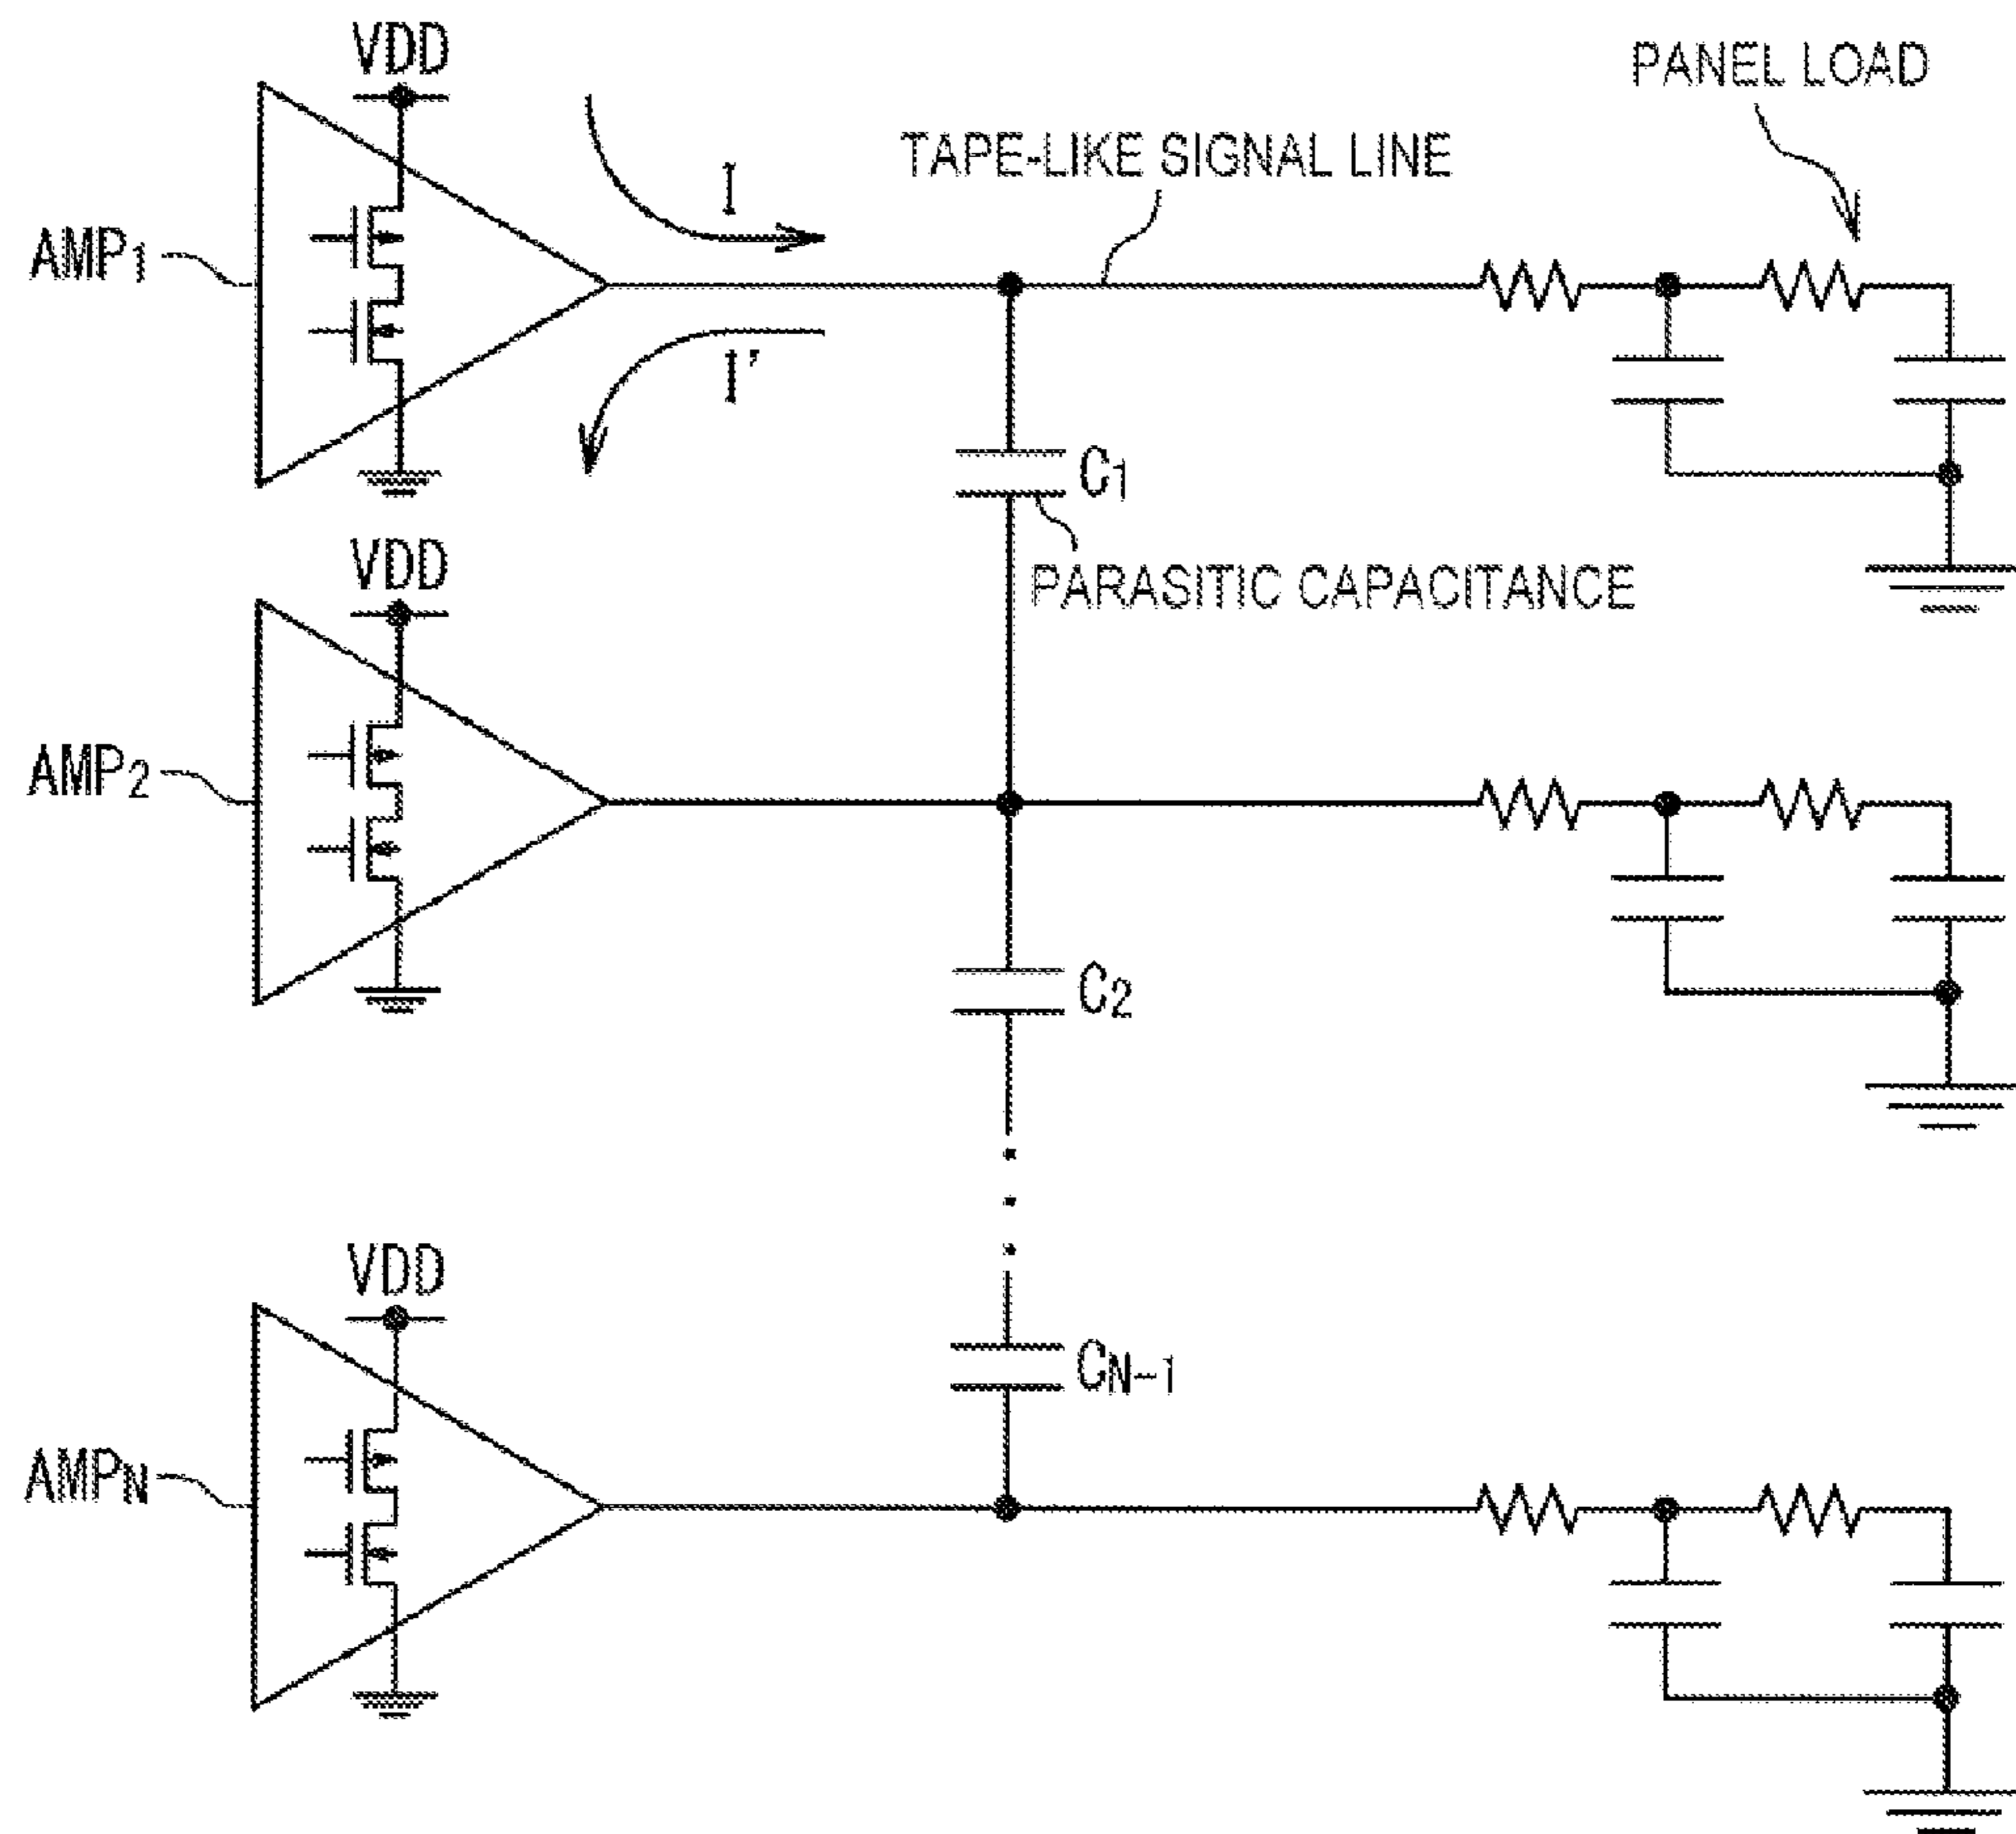 VDD
PANEL LOAD
TAPE-LIKE SIGNAL LINE
I
AMP1
I'
C1
VDD
PARASITIC CAPACITANCE
AMP2
C2
VDD
CN-1
AMPN